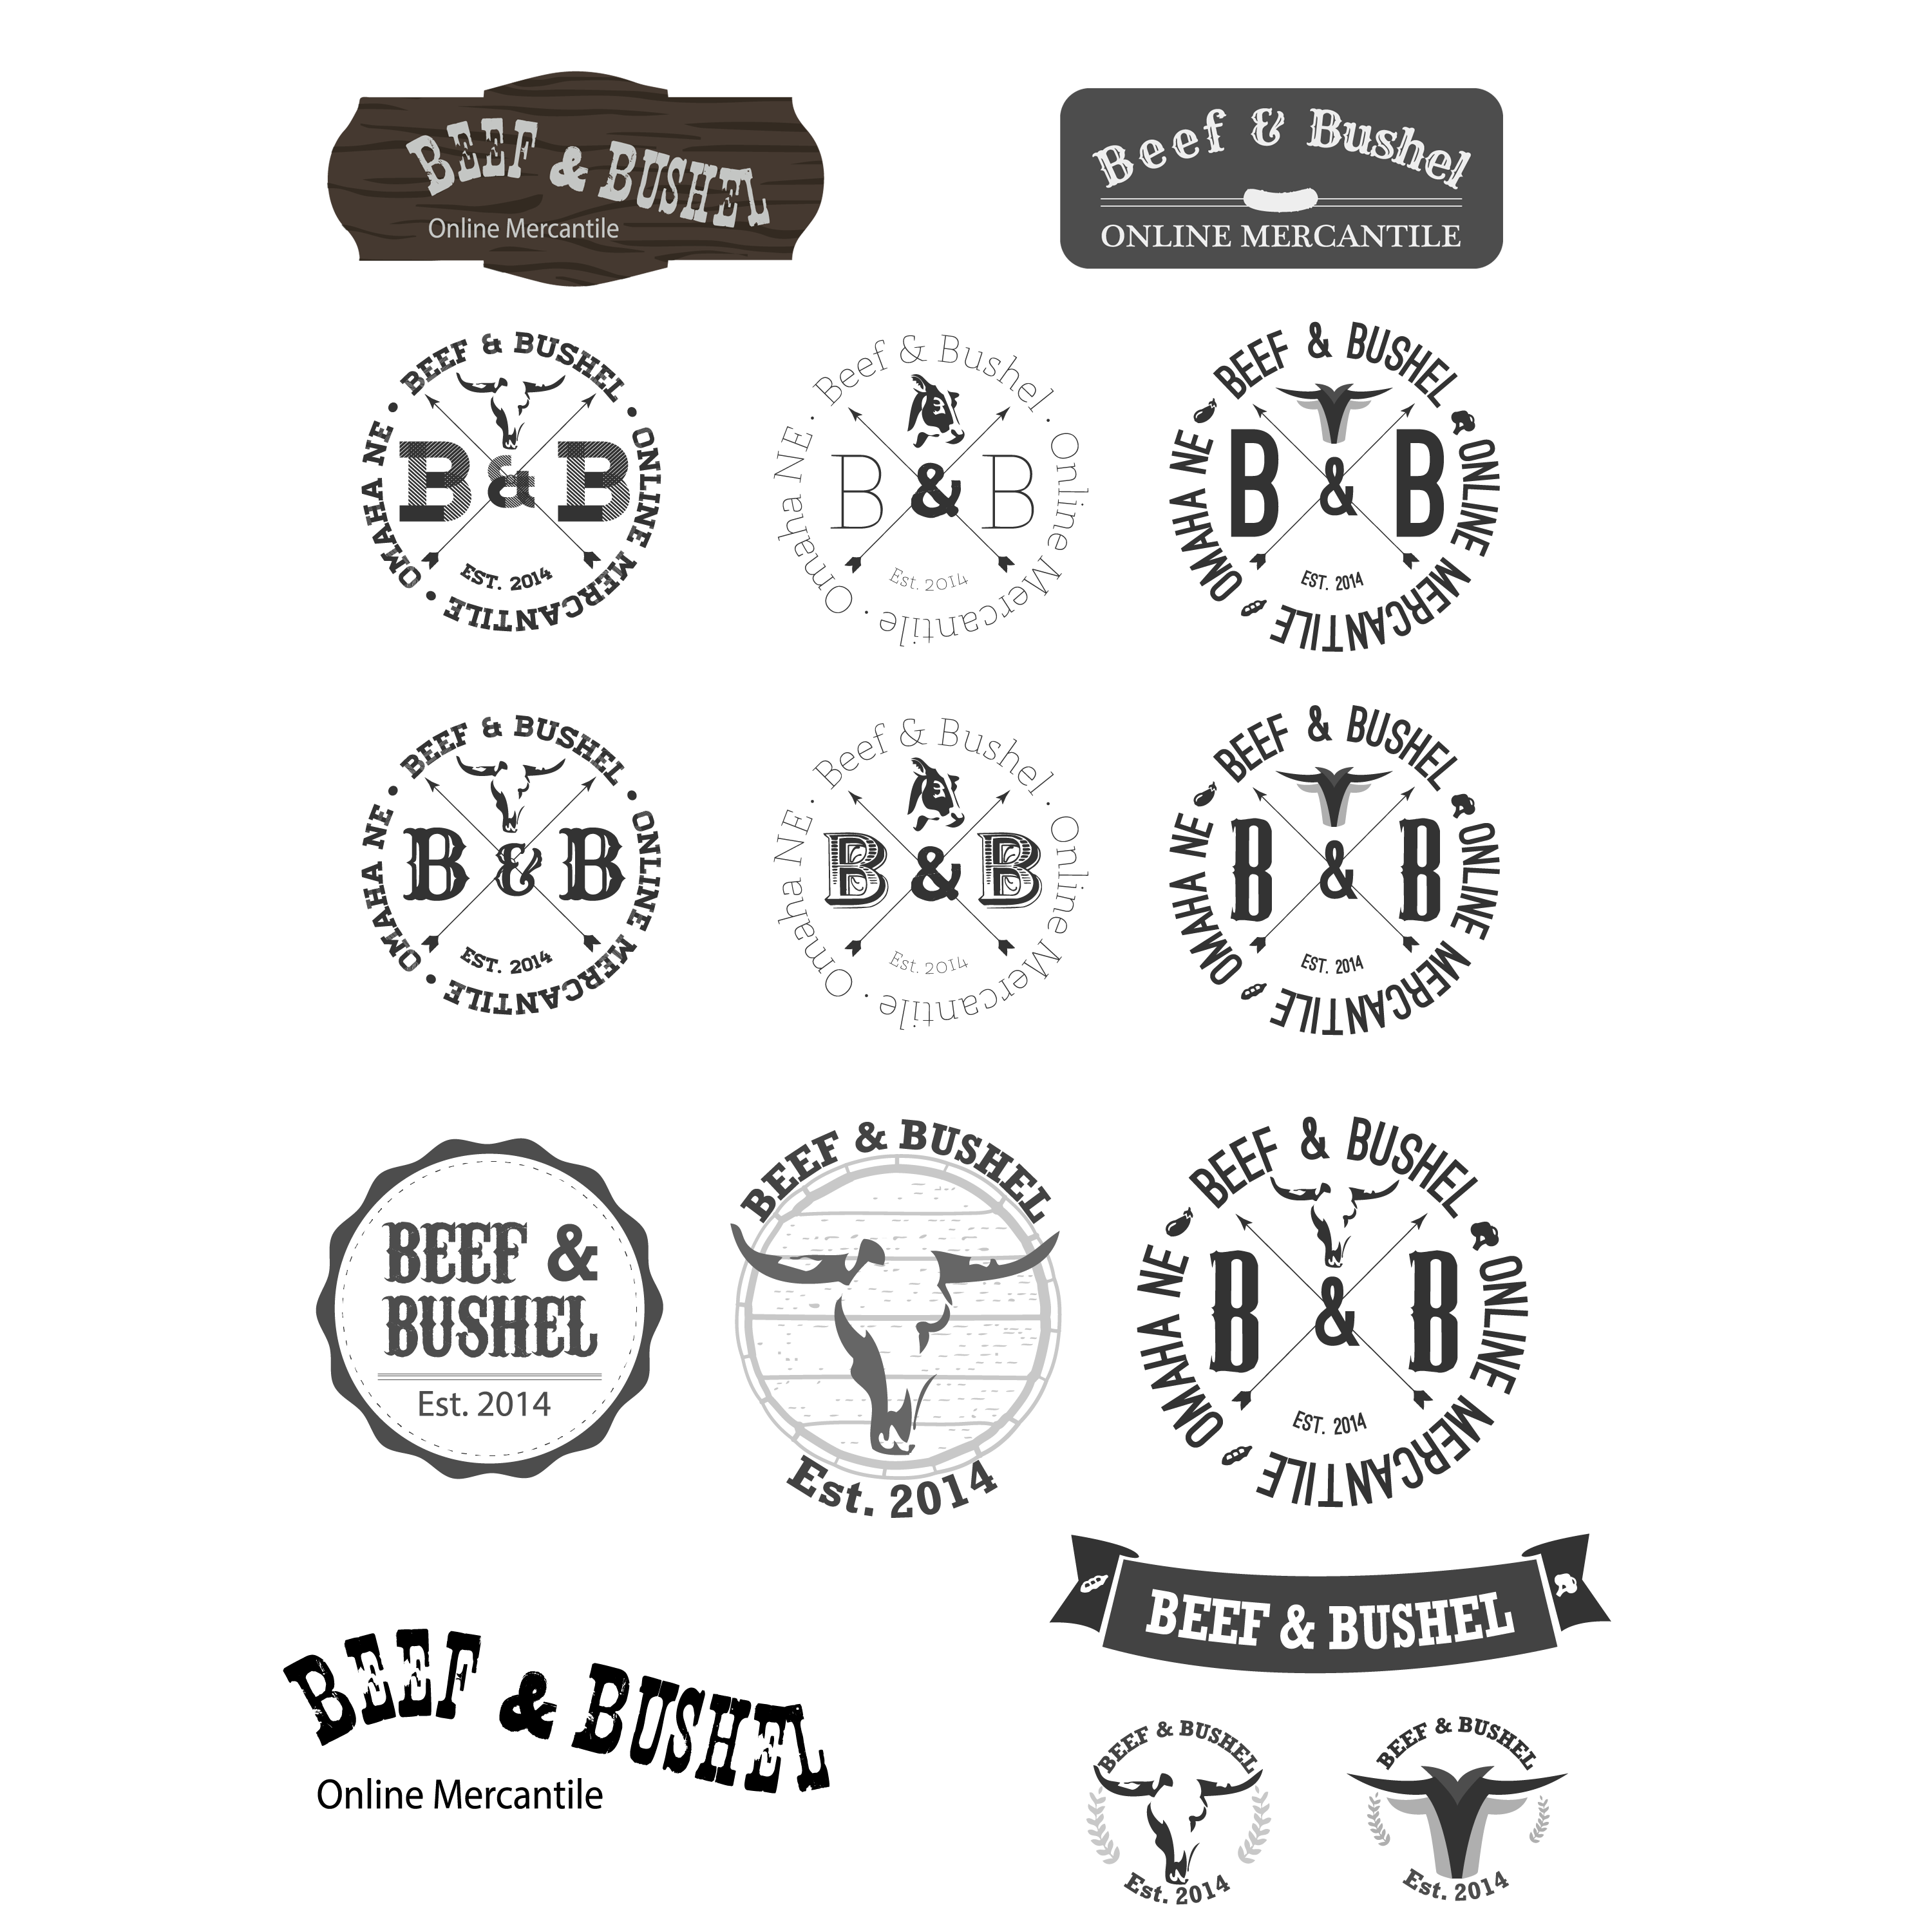 BEEF & BUSHEL
Online Mercantile
Beef & Bushel
ONLINE MERCANTILE
BEEF & BUSHEL • ONLINE MERCANTILE • OMAHA NE •
B & B
EST. 2014
Beef & Bushel . Online Mercantile . Omaha NE .
B & B
Est. 2014
BEEF & BUSHEL ONLINE MERCANTILE OMAHA NE
B & B
EST. 2014
BEEF & BUSHEL • ONLINE MERCANTILE • OMAHA NE •
B & B
EST. 2014
Beef & Bushel . Online Mercantile . Omaha NE .
B & B
Est. 2014
BEEF & BUSHEL ONLINE MERCANTILE OMAHA NE
B & B
EST. 2014
BEEF &
BUSHEL
Est. 2014
BEEF & BUSHEL
Est. 2014
BEEF & BUSHEL ONLINE MERCANTILE OMAHA NE
B & B
EST. 2014
BEEF & BUSHEL
BEEF & BUSHEL
Online Mercantile
BEEF & BUSHEL
Est. 2014
BEEF & BUSHEL
Est. 2014